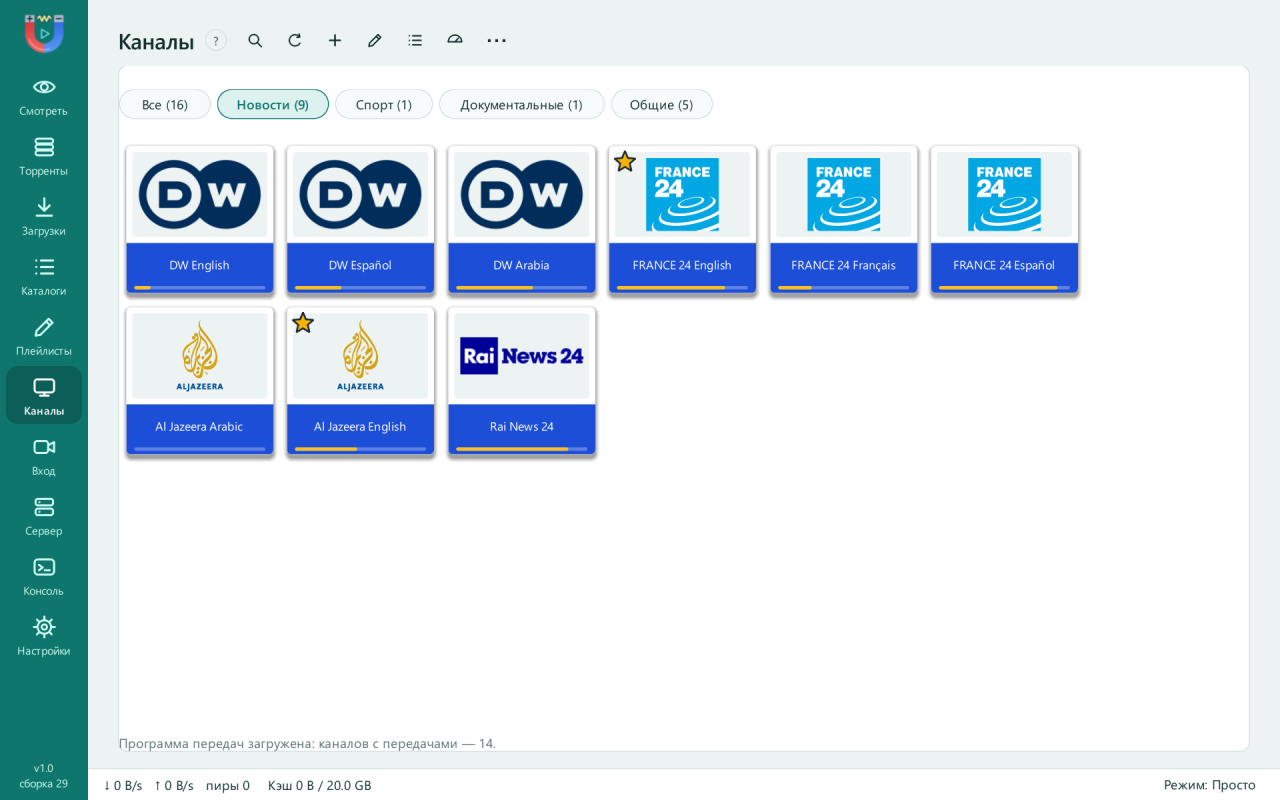 Каналы
?
Смотреть
Торренты
Загрузки
Каталоги
Плейлисты
Каналы
Вход
Сервер
Консоль
Настройки
v1.0
сборка 29
Все (16)
Новости (9)
Спорт (1)
Документальные (1)
Общие (5)
DW
DW English
DW
DW Español
DW
DW Arabia
FRANCE
24
FRANCE 24 English
FRANCE
24
FRANCE 24 Français
FRANCE
24
FRANCE 24 Español
ALJAZEERA
Al Jazeera Arabic
ALJAZEERA
Al Jazeera English
Rai News 24
Rai News 24
Программа передач загружена: каналов с передачами — 14.
↓ 0 B/s ↑ 0 B/s пиры 0 Кэш 0 B / 20.0 GB
Режим: Просто